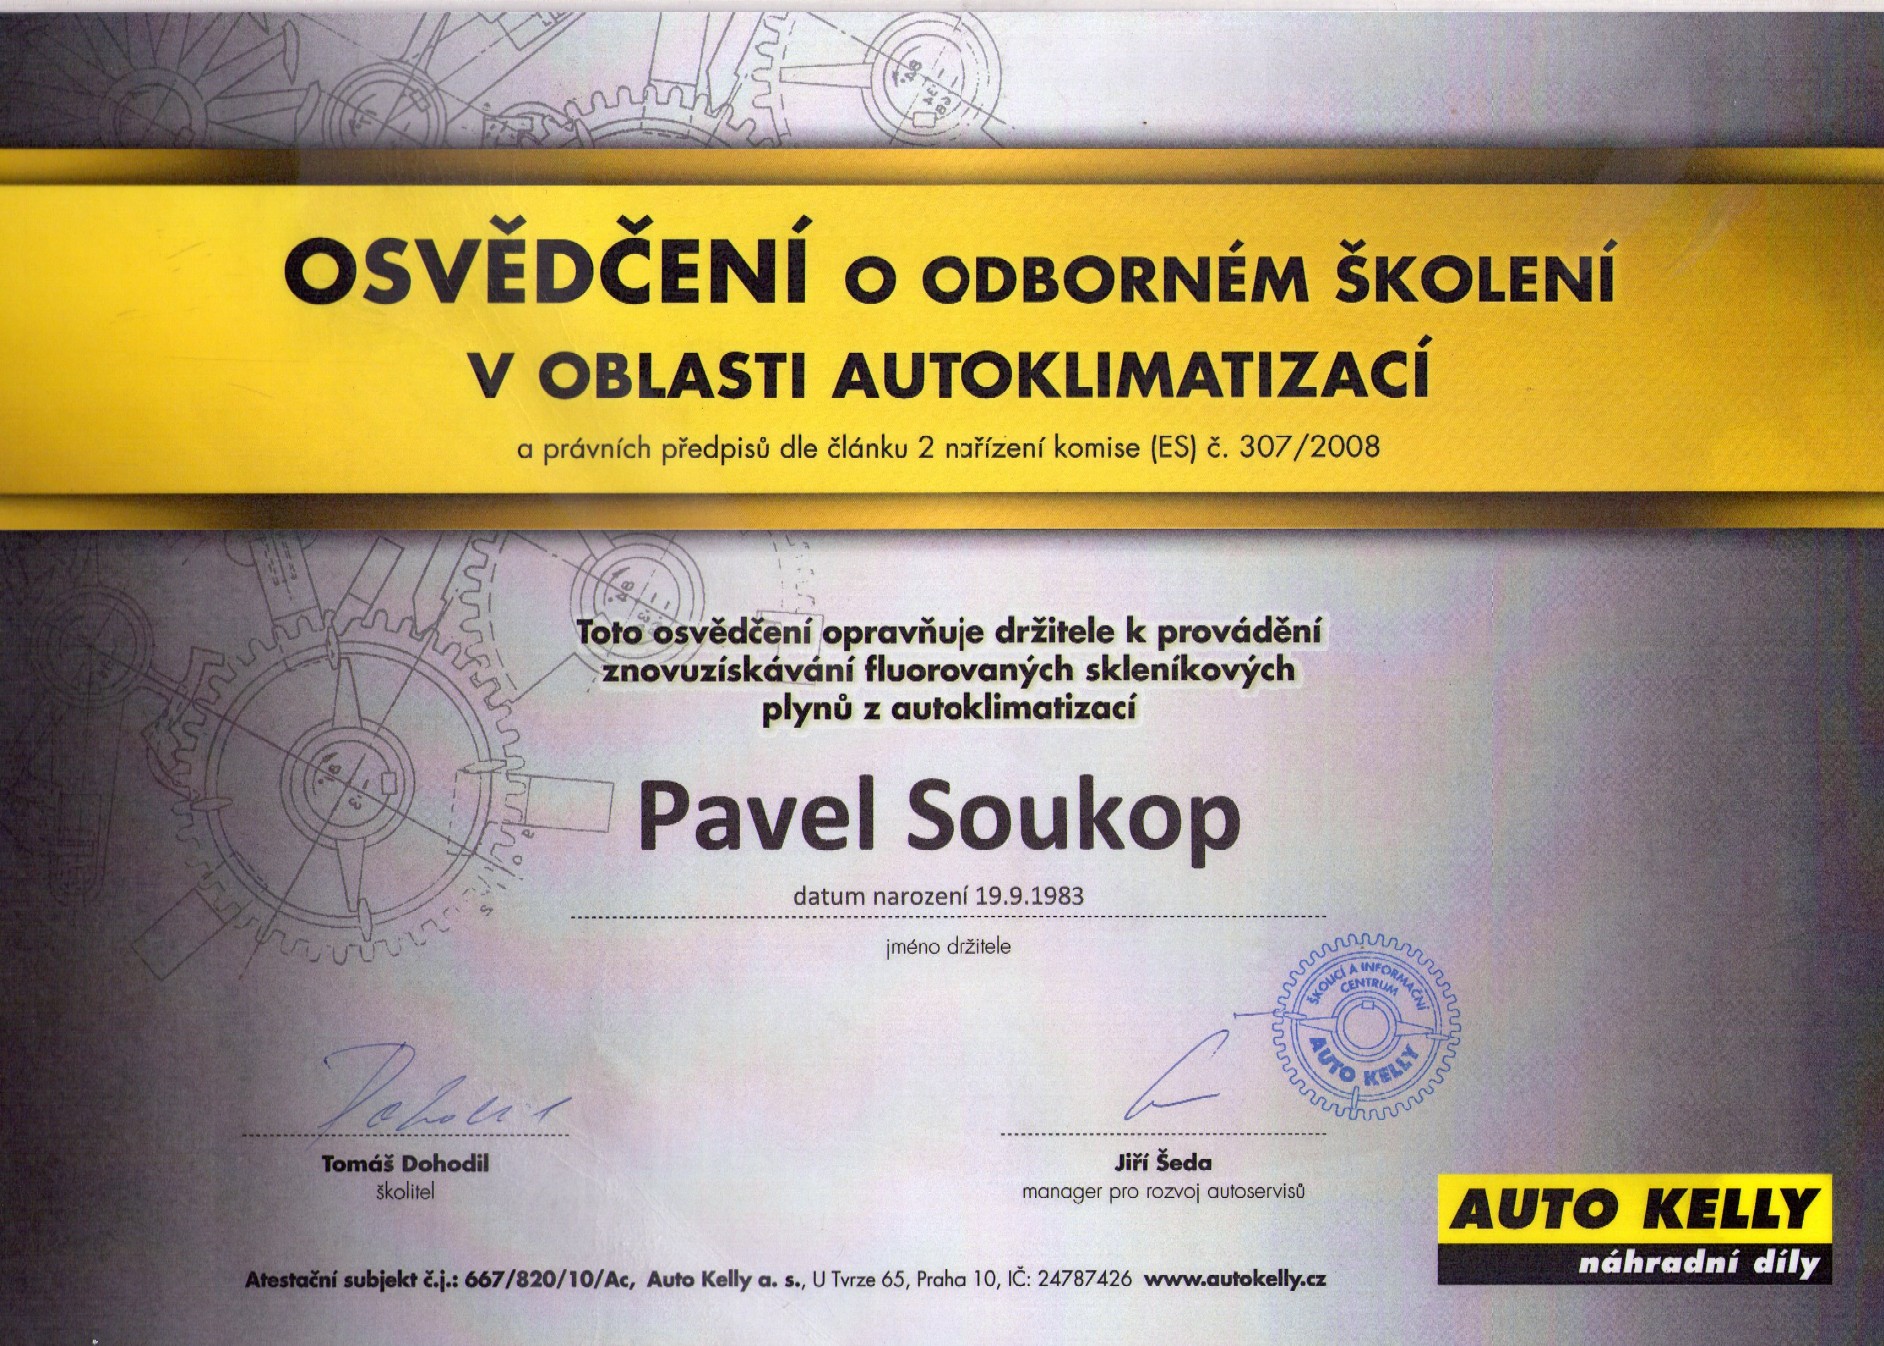 OSVĚDČENÍ O ODBORNÉM ŠKOLENÍ
V OBLASTI AUTOKLIMATIZACÍ
a právních předpisů dle článku 2 nařízení komise (ES) č. 307/2008
Toto osvědčení opravňuje držitele k provádění
znovuzískávání fluorovaných skleníkových
plynů z autoklimatizací
Pavel Soukop
datum narození 19.9.1983
jméno držitele
ŠKOLICÍ A INFORMAČNÍ
CENTRUM
AUTO KELLY
Tomáš Dohodil
školitel
Jiří Šeda
manager pro rozvoj autoservisů
AUTO KELLY
náhradní díly
Atestační subjekt č.j.: 667/820/10/Ac, Auto Kelly a. s., U Tvrze 65, Praha 10, IČ: 24787426 www.autokelly.cz